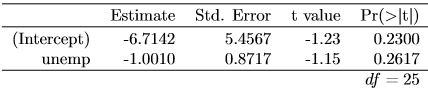 Estimate Std. Error t value Pr(>|t|)
(Intercept) -6.7142 5.4567 -1.23 0.2300
unemp -1.0010 0.8717 -1.15 0.2617
df = 25